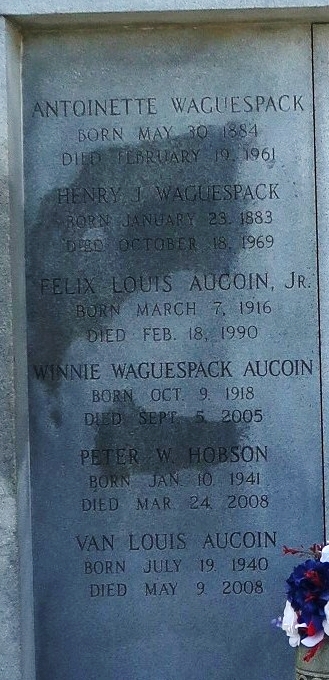 ANTOINETTE WAGUESPACK
BORN MAY 30 1884
DIED FEBRUARY 19, 1961
HENRY J. WAGUESPACK
BORN JANUARY 23, 1883
DIED OCTOBER 18, 1969
FELIX LOUIS AUCOIN, JR.
BORN MARCH 7, 1916
DIED FEB. 18, 1990
WINNIE WAGUESPACK AUCOIN
BORN OCT. 9, 1918
DIED SEPT. 5, 2005
PETER W. HOBSON
BORN JAN. 10, 1941
DIED MAR. 24, 2008
VAN LOUIS AUCOIN
BORN JULY 19, 1940
DIED MAY 9, 2008